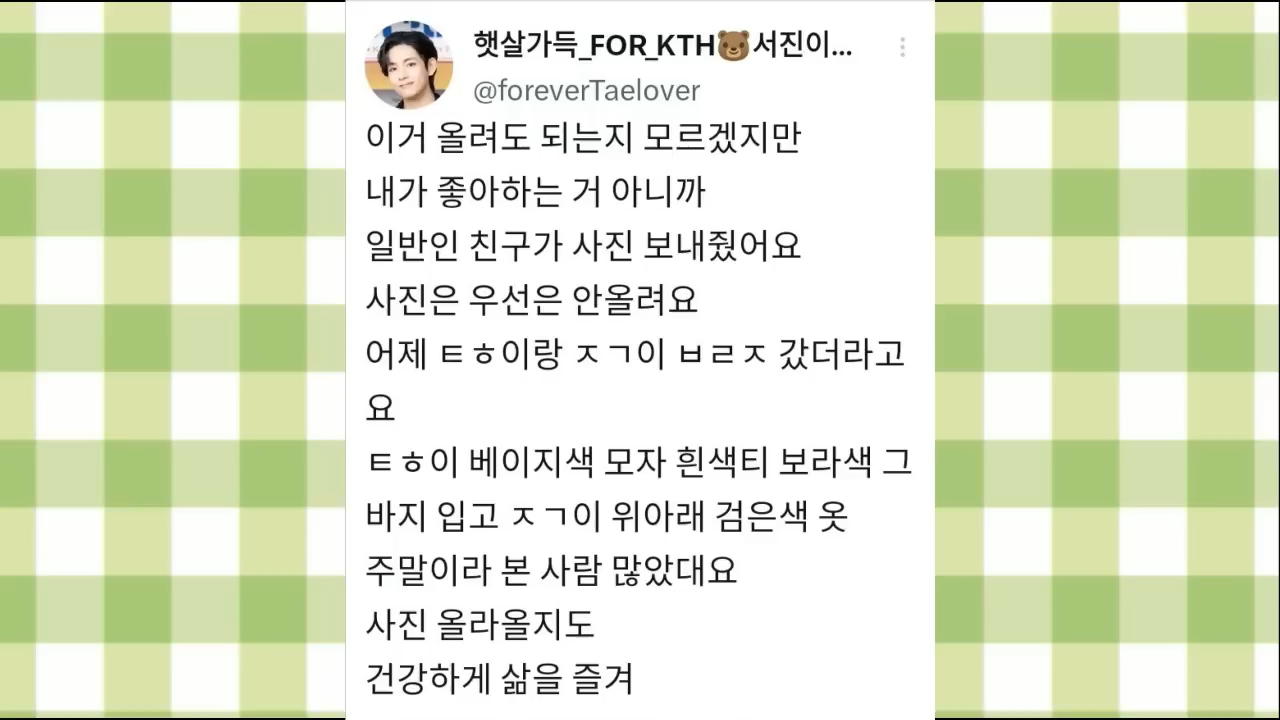 햇살가득_FOR_KTH🐻서진이...
@foreverTaelover
이거 올려도 되는지 모르겠지만
내가 좋아하는 거 아니까
일반인 친구가 사진 보내줬어요
사진은 우선은 안올려요
어제 ㅌㅎ이랑 ㅈㄱ이 ㅂㄹㅈ 갔더라고
요
ㅌㅎ이 베이지색 모자 흰색티 보라색 그
바지 입고 ㅈㄱ이 위아래 검은색 옷
주말이라 본 사람 많았대요
사진 올라올지도
건강하게 삶을 즐겨